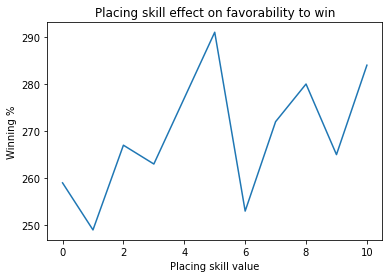 Placing skill effect on favorability to win
290
280
270
260
250
Winning %
0 2 4 6 8 10
Placing skill value